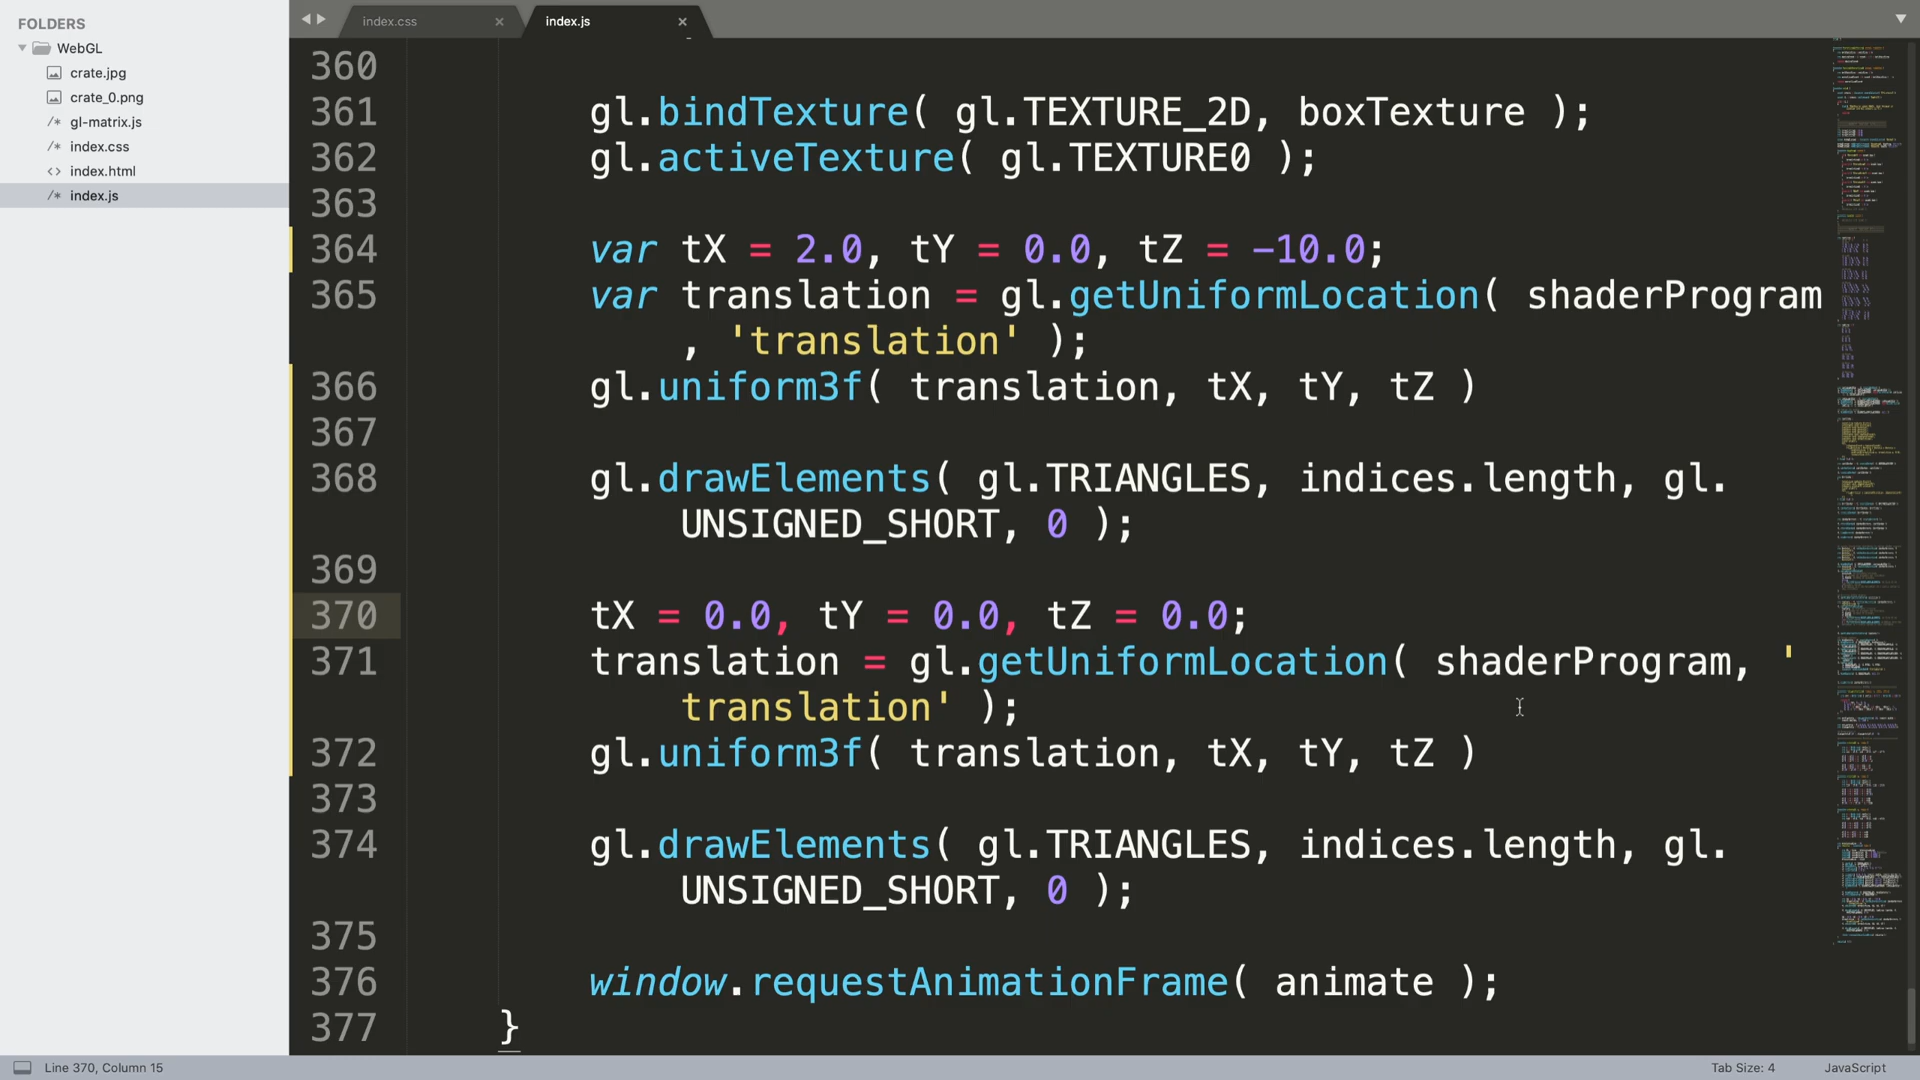 FOLDERS
WebGL
crate.jpg
crate_0.png
/* gl-matrix.js
/* index.css
<> index.html
/* index.js
index.css ×
index.js ×
360
361 gl.bindTexture( gl.TEXTURE_2D, boxTexture );
362 gl.activeTexture( gl.TEXTURE0 );
363
364 var tX = 2.0, tY = 0.0, tZ = -10.0;
365 var translation = gl.getUniformLocation( shaderProgram
, 'translation' );
366 gl.uniform3f( translation, tX, tY, tZ )
367
368 gl.drawElements( gl.TRIANGLES, indices.length, gl.
UNSIGNED_SHORT, 0 );
369
370 tX = 0.0, tY = 0.0, tZ = 0.0;
371 translation = gl.getUniformLocation( shaderProgram, '
translation' );
372 gl.uniform3f( translation, tX, tY, tZ )
373
374 gl.drawElements( gl.TRIANGLES, indices.length, gl.
UNSIGNED_SHORT, 0 );
375
376 window.requestAnimationFrame( animate );
377 }
Line 370, Column 15
Tab Size: 4
JavaScript